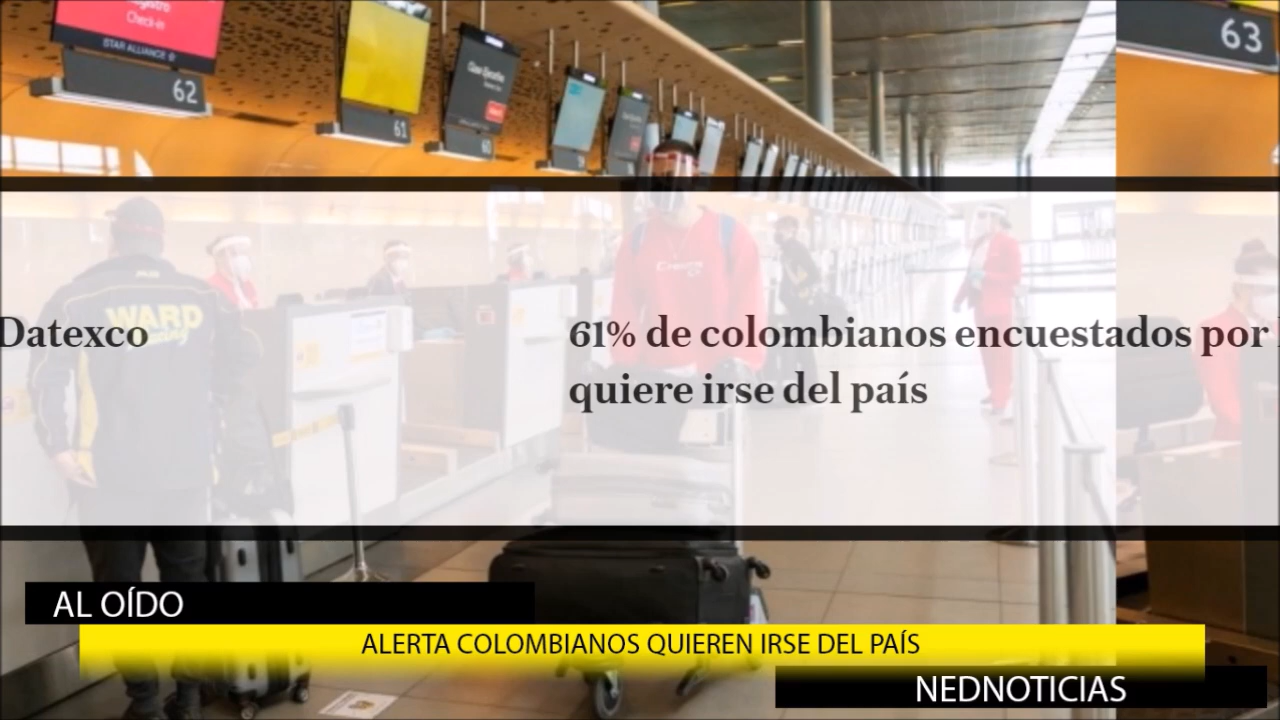 Check-in
STAR ALLIANCE
62
61
60
63
WARD
Datexco
61% de colombianos encuestados por
quiere irse del país
AL OÍDO
ALERTA COLOMBIANOS QUIEREN IRSE DEL PAÍS
NEDNOTICIAS